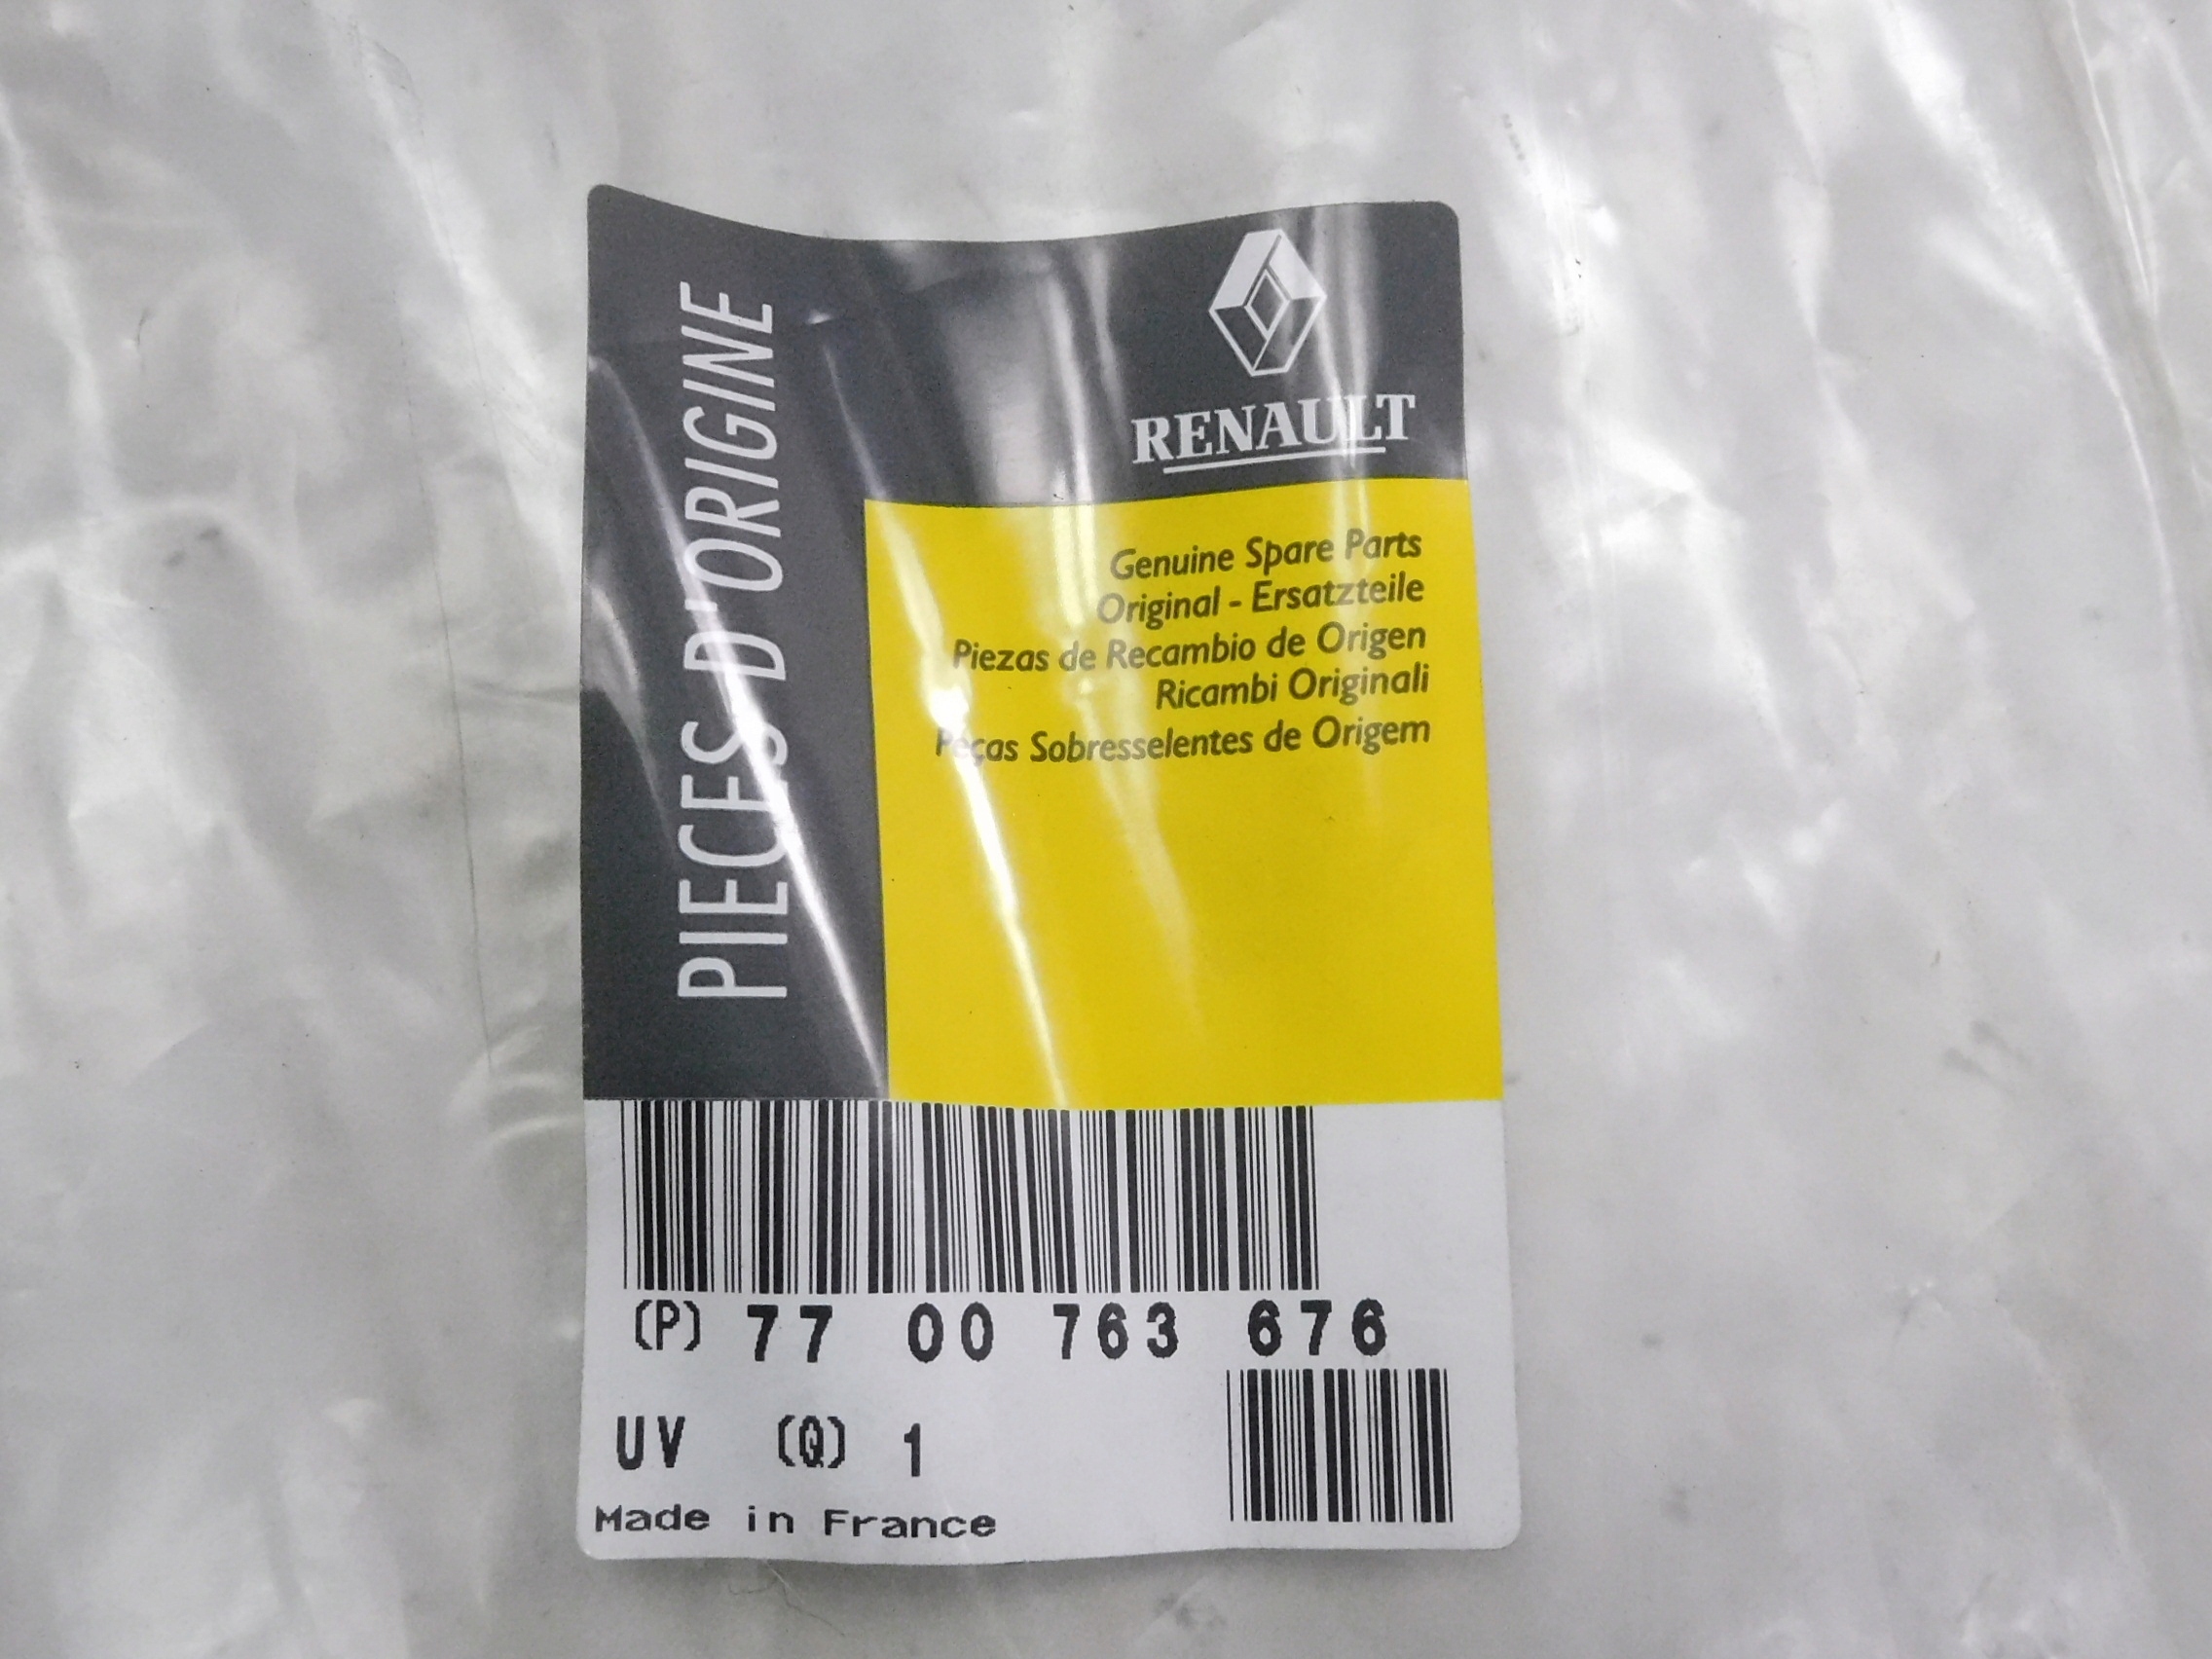 PIECES D'ORIGINE
RENAULT
Genuine Spare Parts
Original - Ersatzteile
Piezas de Recambio de Origen
Ricambi Originali
Peças Sobresselentes de Origem
(P) 77 00 763 676
UV (Q) 1
Made in France